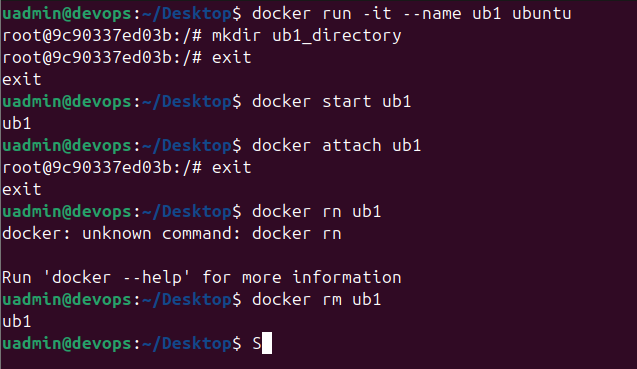 uadmin@devops:~/Desktop$ docker run -it --name ub1 ubuntu
root@9c90337ed03b:/# mkdir ub1_directory
root@9c90337ed03b:/# exit
exit
uadmin@devops:~/Desktop$ docker start ub1
ub1
uadmin@devops:~/Desktop$ docker attach ub1
root@9c90337ed03b:/# exit
exit
uadmin@devops:~/Desktop$ docker rn ub1
docker: unknown command: docker rn

Run 'docker --help' for more information
uadmin@devops:~/Desktop$ docker rm ub1
ub1
uadmin@devops:~/Desktop$ S